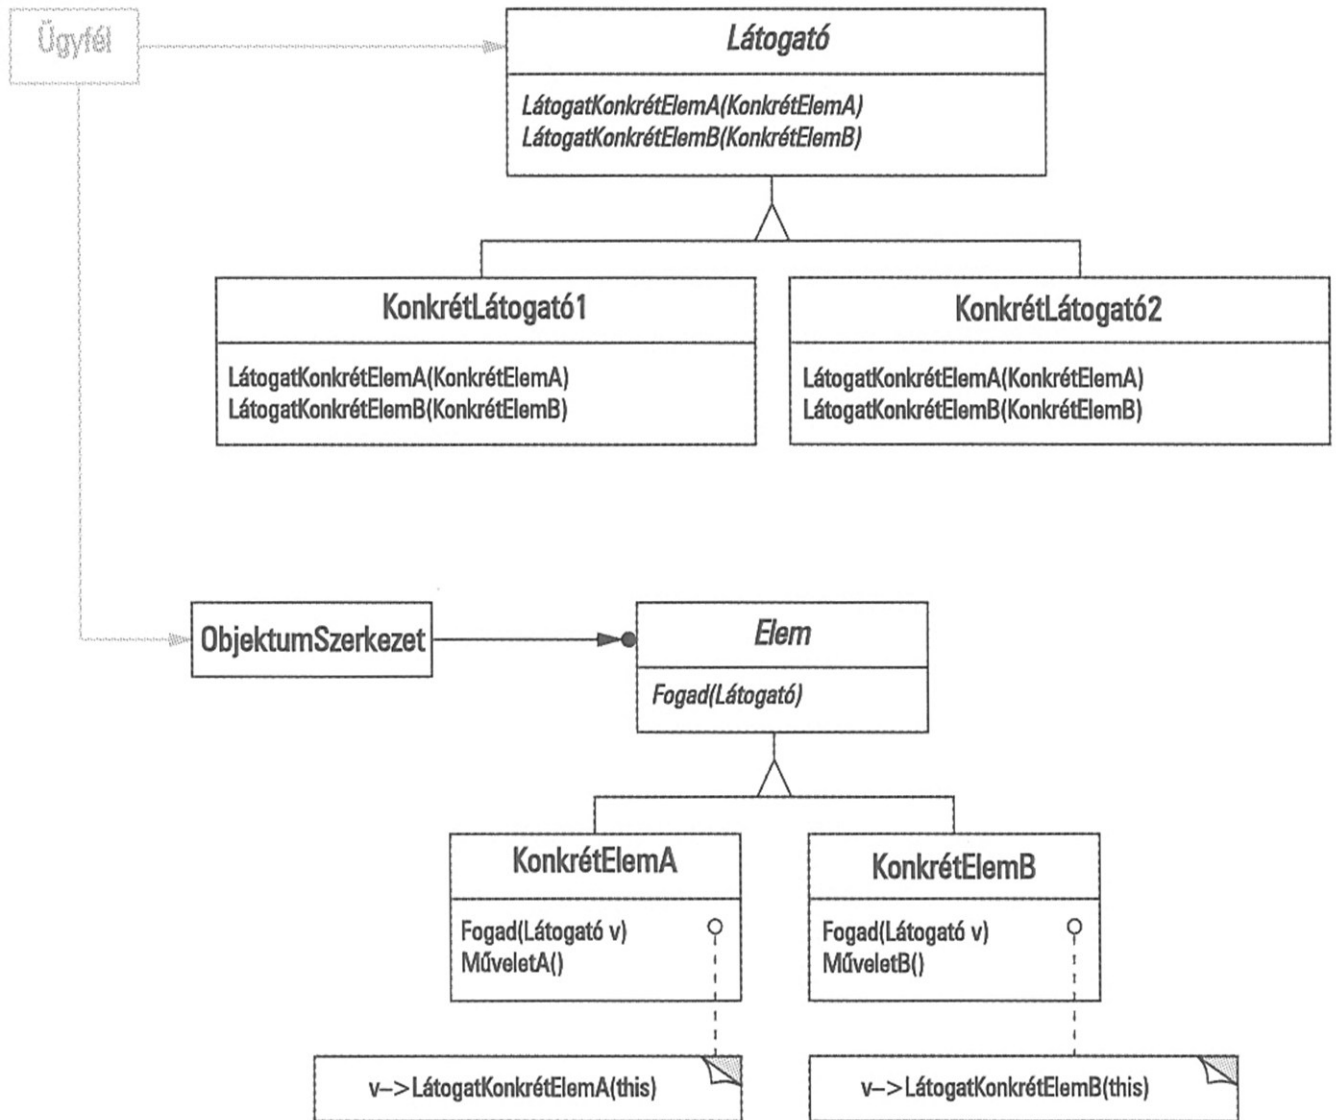 Ügyfél
Látogató
LátogatKonkrétElemA(KonkrétElemA)
LátogatKonkrétElemB(KonkrétElemB)
KonkrétLátogató1
LátogatKonkrétElemA(KonkrétElemA)
LátogatKonkrétElemB(KonkrétElemB)
KonkrétLátogató2
LátogatKonkrétElemA(KonkrétElemA)
LátogatKonkrétElemB(KonkrétElemB)
ObjektumSzerkezet
Elem
Fogad(Látogató)
KonkrétElemA
Fogad(Látogató v)
MűveletA()
KonkrétElemB
Fogad(Látogató v)
MűveletB()
v–>LátogatKonkrétElemA(this)
v–>LátogatKonkrétElemB(this)